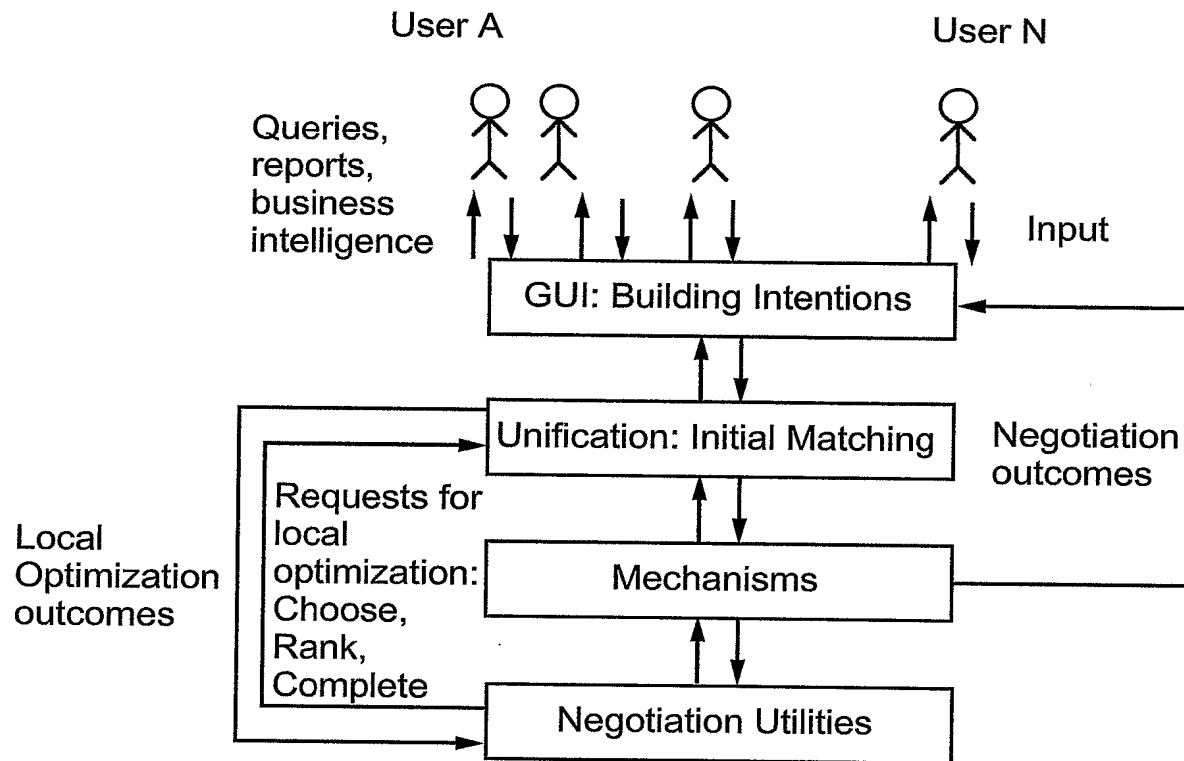 User A
User N
Queries,
reports,
business
intelligence
Input
GUI: Building Intentions
Unification: Initial Matching
Negotiation
outcomes
Requests for
local
optimization:
Choose,
Rank,
Complete
Local
Optimization
outcomes
Mechanisms
Negotiation Utilities